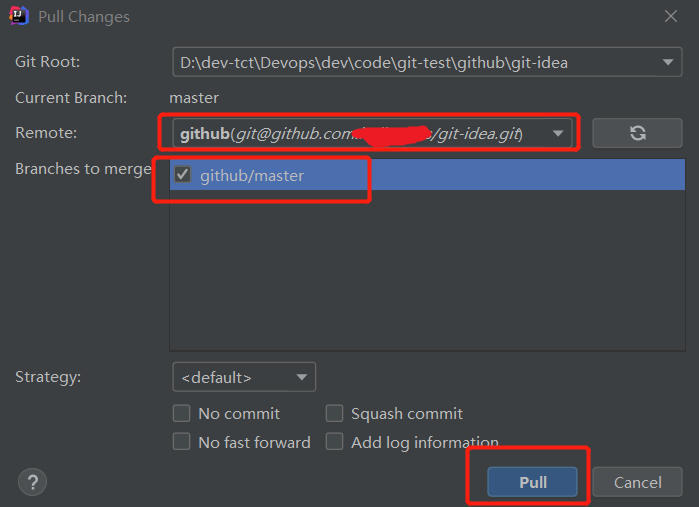 Pull Changes
Git Root: D:\dev-tct\Devops\dev\code\git-test\github\git-idea
Current Branch: master
Remote: github(git@github.com /git-idea.git)
Branches to merge
github/master
Strategy: <default>
No commit Squash commit
No fast forward Add log information
? Pull Cancel